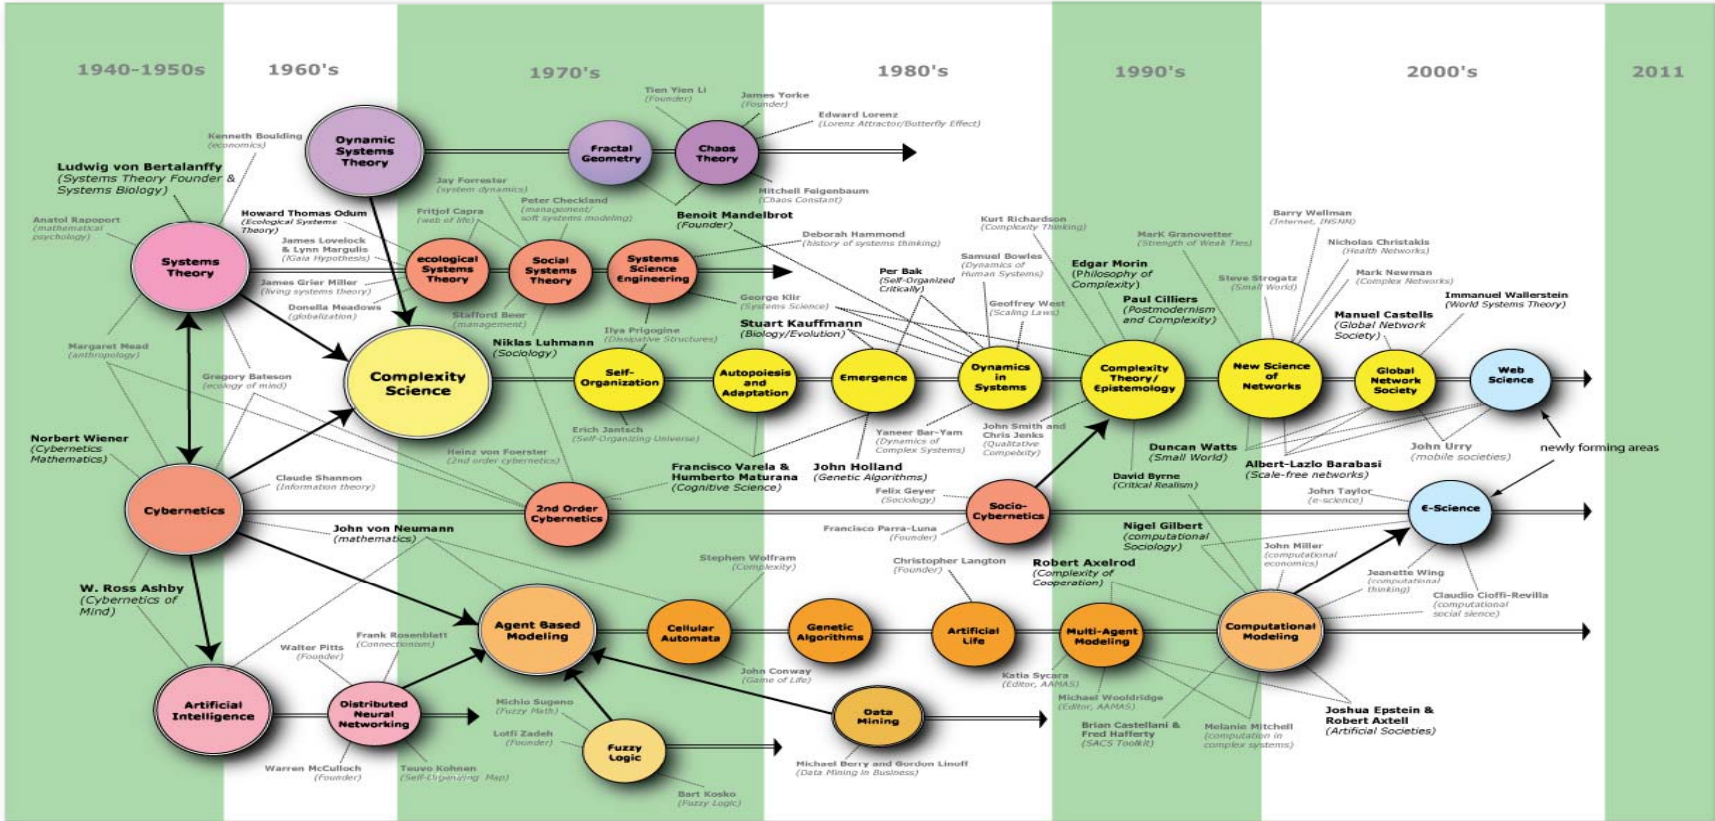 1940-1950s
1960's
1970's
1980's
1990's
2000's
2011
Tien Yien Li
(Founder)
James Yorke
(Founder)
Edward Lorenz
(Lorenz Attractor/Butterfly Effect)
Kenneth Boulding
(economics)
Dynamic
Systems
Theory
Fractal
Geometry
Chaos
Theory
Ludwig von Bertalanffy
(Systems Theory Founder &
Systems Biology)
Jay Forrester
(system dynamics)
Mitchell Feigenbaum
(Chaos Constant)
Peter Checkland
(management/
soft systems modeling)
Anatol Rapoport
(mathematical
psychology)
Howard Thomas Odum
(Ecological Systems
Theory)
Fritjof Capra
(web of life)
Benoit Mandelbrot
(Founder)
Kurt Richardson
(Complexity Thinking)
Barry Wellman
(Internet, INSNN)
MarK Granovetter
(Strength of Weak Ties)
Deborah Hammond
(history of systems thinking)
James Lovelock
& Lynn Margulis
(Gaia Hypothesis)
Nicholas Christakis
(Health Networks)
Systems
Theory
ecological
Systems
Theory
Social
Systems
Theory
Systems
Science
Engineering
Samuel Bowles
(Dynamics of
Human Systems)
Per Bak
(Self-Organized
Critically)
Edgar Morin
(Philosophy of
Complexity)
Steve Strogatz
(Small World)
Mark Newman
(Complex Networks)
James Grier Miller
(living systems theory)
Donella Meadows
(globalization)
George Klir
(Systems Science)
Geoffrey West
(Scaling Laws)
Paul Cilliers
(Postmodernism
and Complexity)
Immanuel Wallerstein
(World Systems Theory)
Manuel Castells
(Global Network
Society)
Stafford Beer
(management)
Stuart Kauffmann
(Biology/Evolution)
Ilya Prigogine
(Dissipative Structures)
Niklas Luhmann
(Sociology)
Margaret Mead
(anthropology)
Gregory Bateson
(ecology of mind)
Complexity
Science
Self-
Organization
Autopoiesis
and
Adaptation
Emergence
Dynamics
in
Systems
Complexity
Theory/
Epistemology
New Science
of
Networks
Global
Network
Society
Web
Science
Norbert Wiener
(Cybernetics
Mathematics)
Erich Jantsch
(Self-Organizing Universe)
Heinz von Foerster
(2nd order cybernetics)
Yaneer Bar-Yam
(Dynamics of
Complex Systems)
John Smith and
Chris Jenks
(Qualitative
Compelxity)
Duncan Watts
(Small World)
John Urry
(mobile societies)
newly forming areas
Francisco Varela &
Humberto Maturana
(Cognitive Science)
John Holland
(Genetic Algorithms)
Albert-Lazlo Barabasi
(Scale-free networks)
Claude Shannon
(Information theory)
David Byrne
(Critical Realism)
Felix Geyer
(Sociology)
John Taylor
(e-science)
Cybernetics
2nd Order
Cybernetics
Socio-
Cybernetics
€-Science
John von Neumann
(mathematics)
Francisco Parra-Luna
(Founder)
Nigel Gilbert
(computational
Sociology)
John Miller
(computational
economics)
Stephen Wolfram
(Complexity)
Christopher Langton
(Founder)
Robert Axelrod
(Complexity of
Cooperation)
Jeanette Wing
(computational
thinking)
W. Ross Ashby
(Cybernetics of
Mind)
Claudio Cioffi-Revilla
(computational
social sience)
Agent Based
Modeling
Cellular
Automata
Genetic
Algorithms
Artificial
Life
Multi-Agent
Modeling
Computational
Modeling
Frank Rosenblatt
(Connectionism)
Walter Pitts
(Founder)
John Conway
(Game of Life)
Katia Sycara
(Editor, AAMAS)
Michael Wooldridge
(Editor, AAMAS)
Artificial
Intelligence
Distributed
Neural
Networking
Michio Sugeno
(Fuzzy Math)
Data
Mining
Joshua Epstein &
Robert Axtell
(Artificial Societies)
Brian Castellani &
Fred Hafferty
(SACS Toolkit)
Melanie Mitchell
(computation in
complex systems)
Lotfi Zadeh
(Founder)
Fuzzy
Logic
Warren McCulloch
(Founder)
Teuvo Kohnen
(Self-Organizing Map)
Michael Berry and Gordon Linoff
(Data Mining in Business)
Bart Kosko
(Fuzzy Logic)